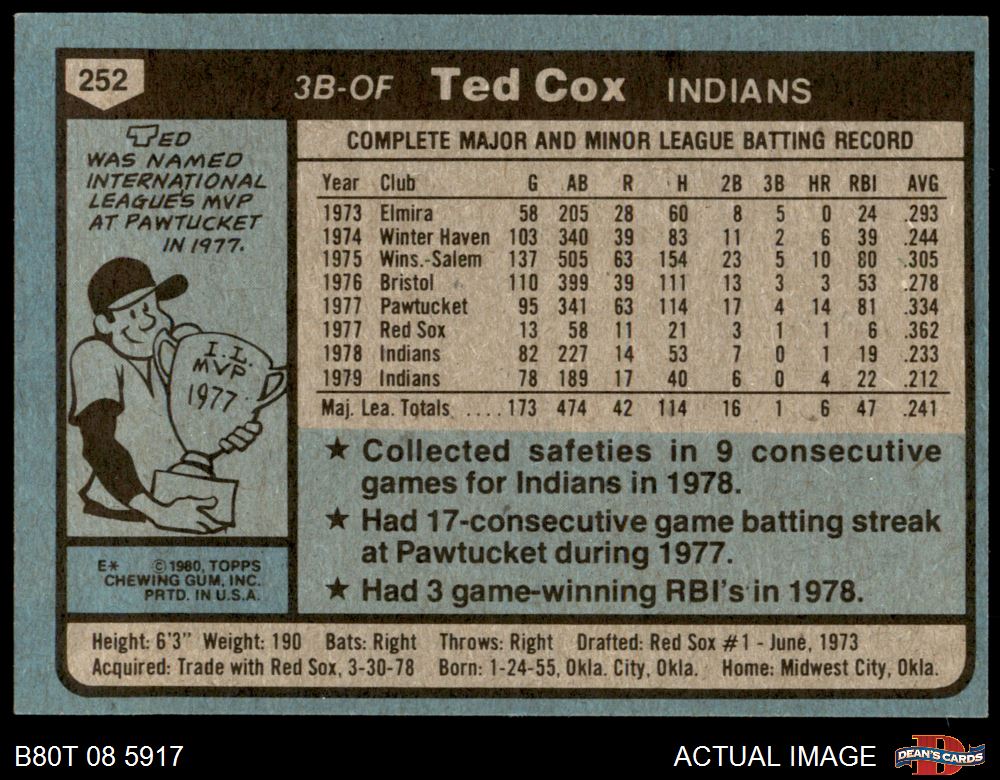 252
3B-OF Ted Cox INDIANS
TED
WAS NAMED
INTERNATIONAL
LEAGUE'S MVP
AT PAWTUCKET
IN 1977.
I.L.
MVP
1977
E* ©1980, TOPPS
CHEWING GUM, INC.
PRTD. IN U.S.A.
COMPLETE MAJOR AND MINOR LEAGUE BATTING RECORD
Year Club G AB R H 2B 3B HR RBI AVG
1973 Elmira 58 205 28 60 8 5 0 24 .293
1974 Winter Haven 103 340 39 83 11 2 6 39 .244
1975 Wins.-Salem 137 505 63 154 23 5 10 80 .305
1976 Bristol 110 399 39 111 13 3 3 53 .278
1977 Pawtucket 95 341 63 114 17 4 14 81 .334
1977 Red Sox 13 58 11 21 3 1 1 6 .362
1978 Indians 82 227 14 53 7 0 1 19 .233
1979 Indians 78 189 17 40 6 0 4 22 .212
Maj. Lea. Totals ....173 474 42 114 16 1 6 47 .241
★ Collected safeties in 9 consecutive
games for Indians in 1978.
★ Had 17-consecutive game batting streak
at Pawtucket during 1977.
★ Had 3 game-winning RBI's in 1978.
Height: 6'3" Weight: 190 Bats: Right Throws: Right Drafted: Red Sox #1 - June, 1973
Acquired: Trade with Red Sox, 3-30-78 Born: 1-24-55, Okla. City, Okla. Home: Midwest City, Okla.
B80T 08 5917
ACTUAL IMAGE
D
DEAN'S CARDS